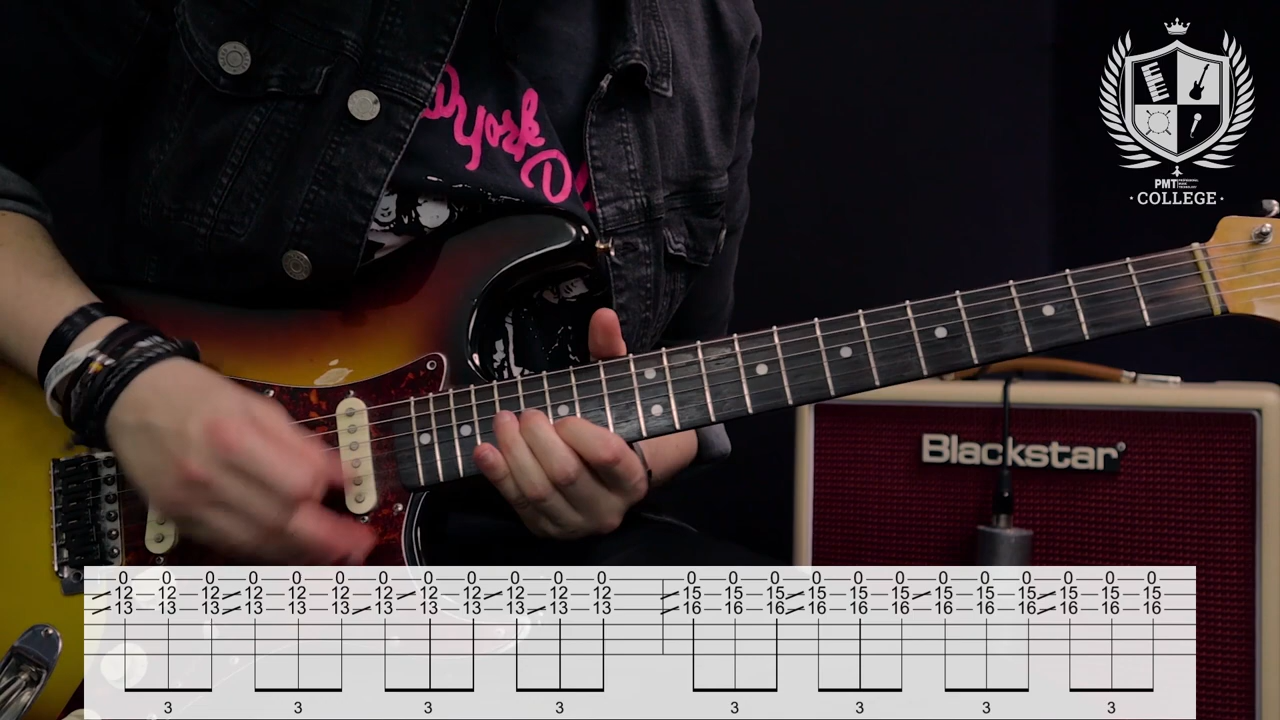 York
D
PMT
· COLLEGE ·
Blackstar
0 0 0 0 0 0 0 0 0 0 0 0 0 0 0 0 0 0 0 0 0 0 0 0
12 12 12 12 12 12 12 12 12 12 12 12 15 15 15 15 15 15 15 15 15 15 15 15
13 13 13 13 13 13 13 13 13 13 13 13 16 16 16 16 16 16 16 16 16 16 16 16
3 3 3 3 3 3 3 3